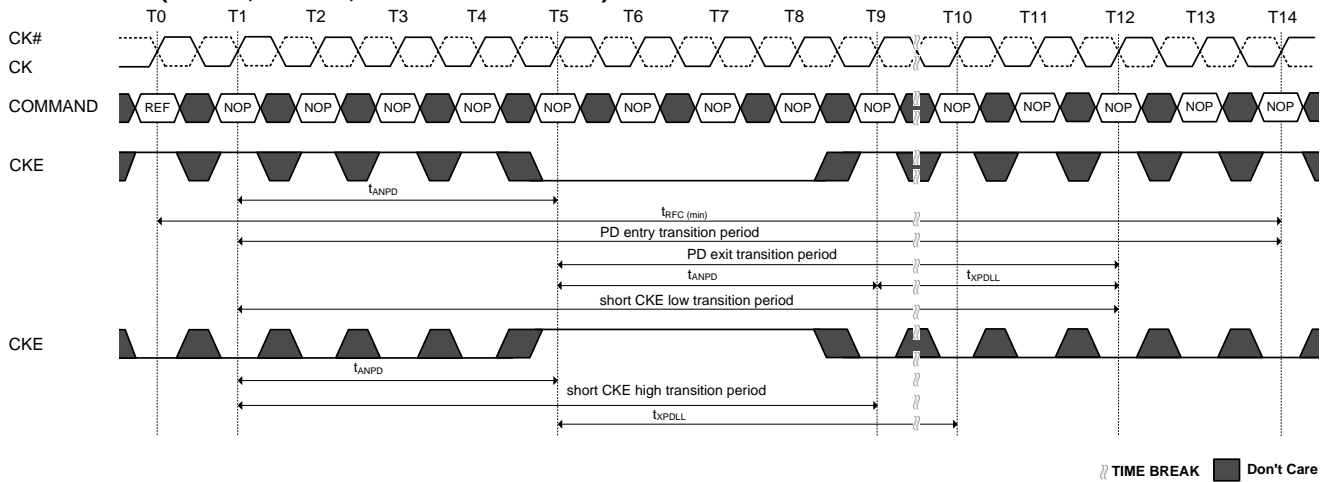 T0 T1 T2 T3 T4 T5 T6 T7 T8 T9 T10 T11 T12 T13 T14
CK#
CK
COMMAND REF NOP NOP NOP NOP NOP NOP NOP NOP NOP NOP NOP NOP NOP NOP
CKE
tANPD
tRFC (min)
PD entry transition period
PD exit transition period
tANPD tXPDLL
short CKE low transition period
CKE
tANPD
short CKE high transition period
tXPDLL
TIME BREAK Don't Care